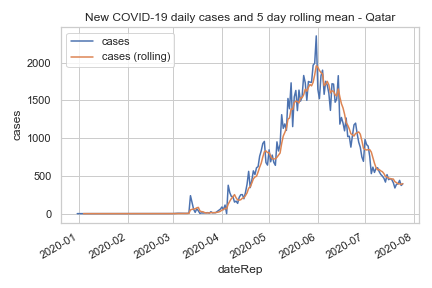 New COVID-19 daily cases and 5 day rolling mean - Qatar
cases
cases (rolling)
2000
1500
1000
500
0
cases
2020-01
2020-02
2020-03
2020-04
2020-05
2020-06
2020-07
2020-08
dateRep